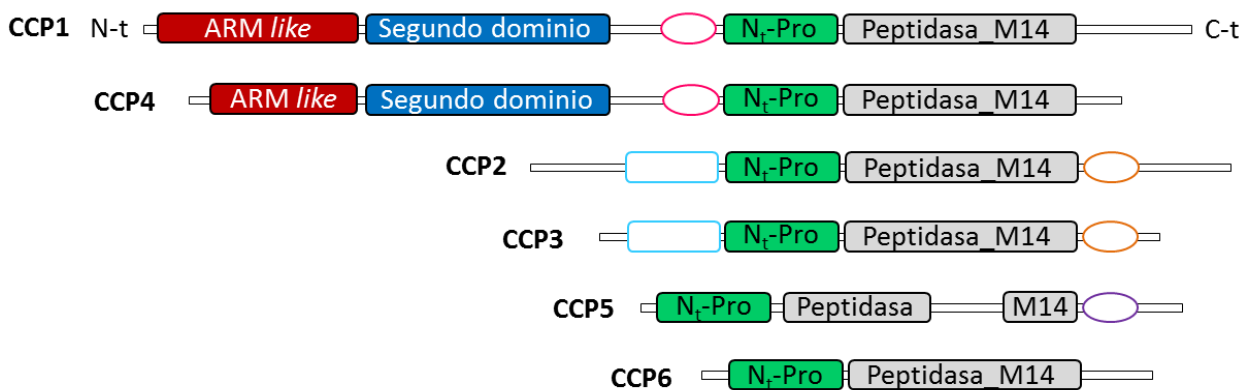 CCP1 N-t ARM like Segundo dominio Nt-Pro Peptidasa_M14 C-t
CCP4 ARM like Segundo dominio Nt-Pro Peptidasa_M14
CCP2 Nt-Pro Peptidasa_M14
CCP3 Nt-Pro Peptidasa_M14
CCP5 Nt-Pro Peptidasa M14
CCP6 Nt-Pro Peptidasa_M14